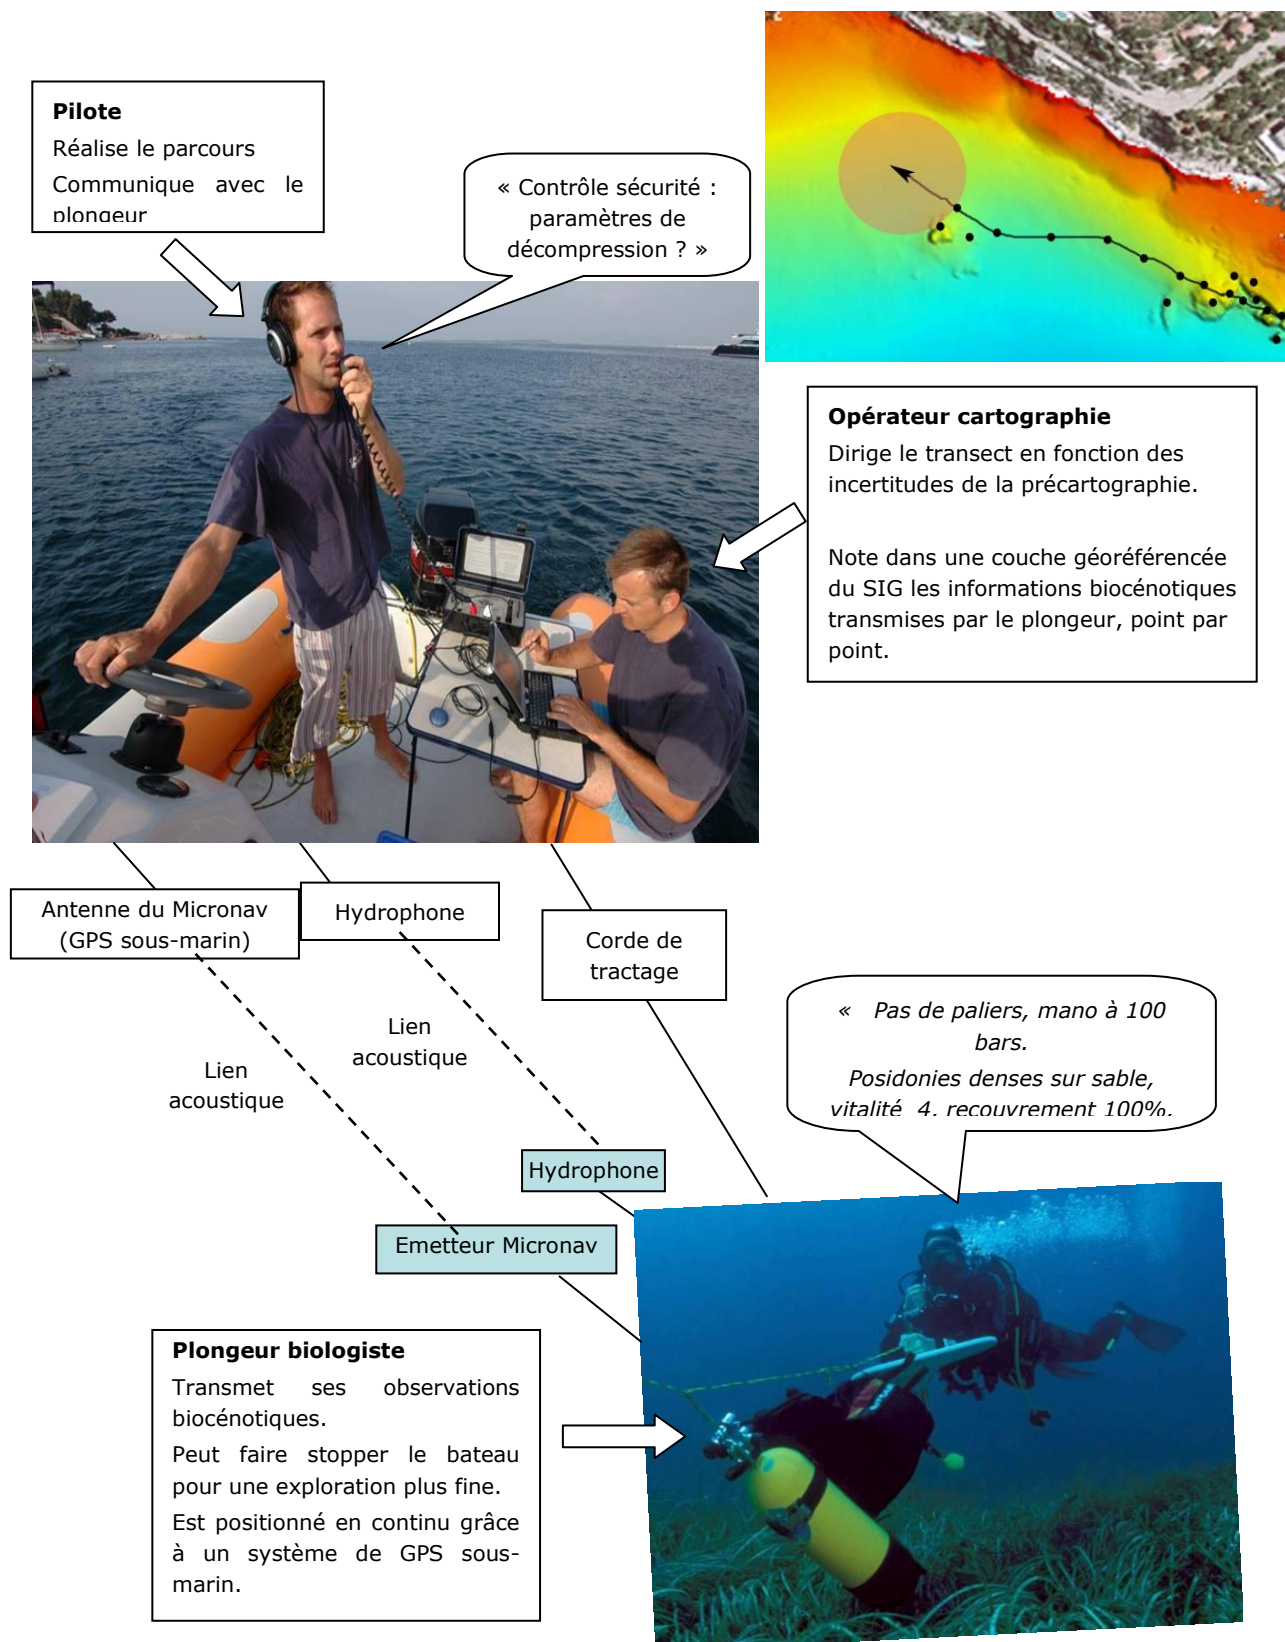 Pilote
Réalise le parcours
Communique avec le
plongeur
« Contrôle sécurité :
paramètres de
décompression ? »
Opérateur cartographie
Dirige le transect en fonction des
incertitudes de la précartographie.
Note dans une couche géoréférencée
du SIG les informations biocénotiques
transmises par le plongeur, point par
point.
Antenne du Micronav
(GPS sous-marin)
Hydrophone
Corde de
tractage
Lien
acoustique
Lien
acoustique
« Pas de paliers, mano à 100
bars.
Posidonies denses sur sable,
vitalité 4, recouvrement 100%.
Hydrophone
Emetteur Micronav
Plongeur biologiste
Transmet ses observations
biocénotiques.
Peut faire stopper le bateau
pour une exploration plus fine.
Est positionné en continu grâce
à un système de GPS sous-
marin.